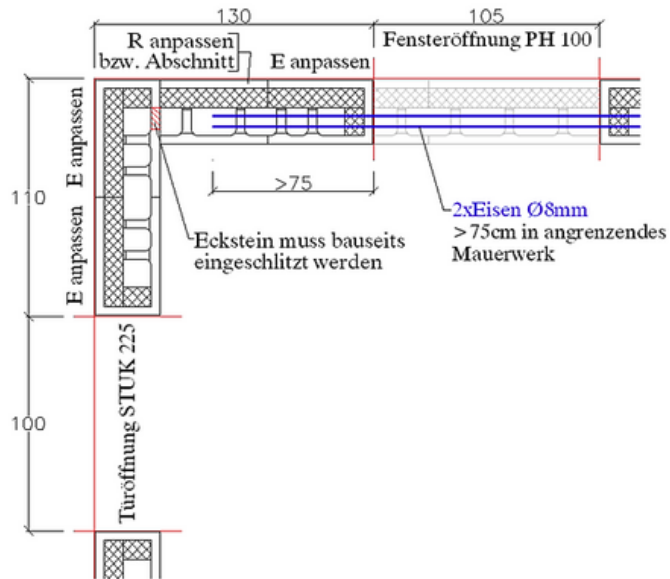 130
105
R anpassen
bzw. Abschnitt
E anpassen
Fensteröffnung PH 100
E anpassen
110
E anpassen
>75
2xEisen Ø8mm
>75cm in angrenzendes
Mauerwerk
Eckstein muss bauseits
eingeschlitzt werden
Türöffnung STUK 225
100